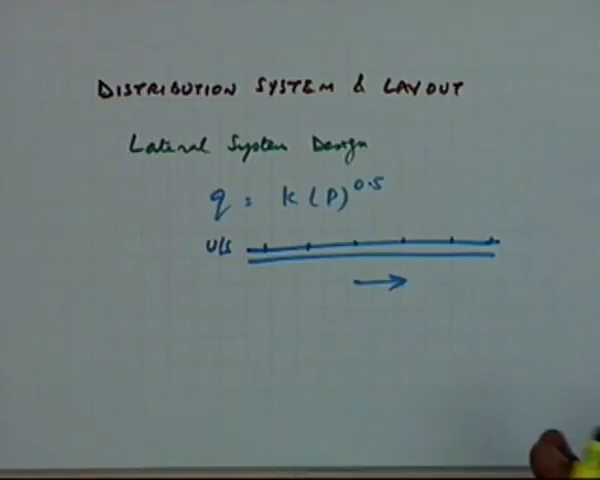 DISTRIBUTION SYSTEM & LAYOUT
Lateral System Design
q = K (P)^0.5
U/S